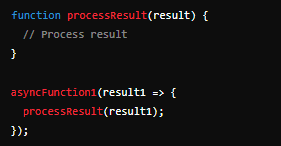 function processResult(result) {
  // Process result
}

asyncFunction1(result1 => {
  processResult(result1);
});